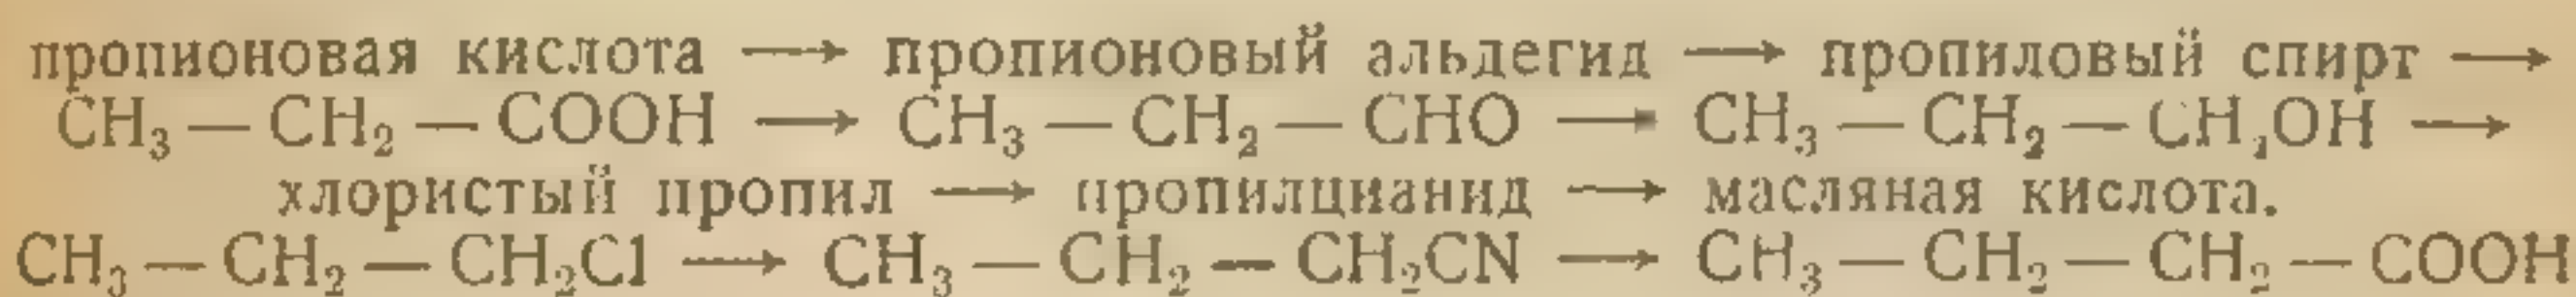 пропионовая кислота → пропионовый альдегид → пропиловый спирт →
CH₃ — CH₂ — COOH → CH₃ — CH₂ — CHO → CH₃ — CH₂ — CH₂OH →
хлористый пропил → пропилцианид → масляная кислота.
CH₃ — CH₂ — CH₂Cl → CH₃ — CH₂ — CH₂CN → CH₃ — CH₂ — CH₂ — COOH